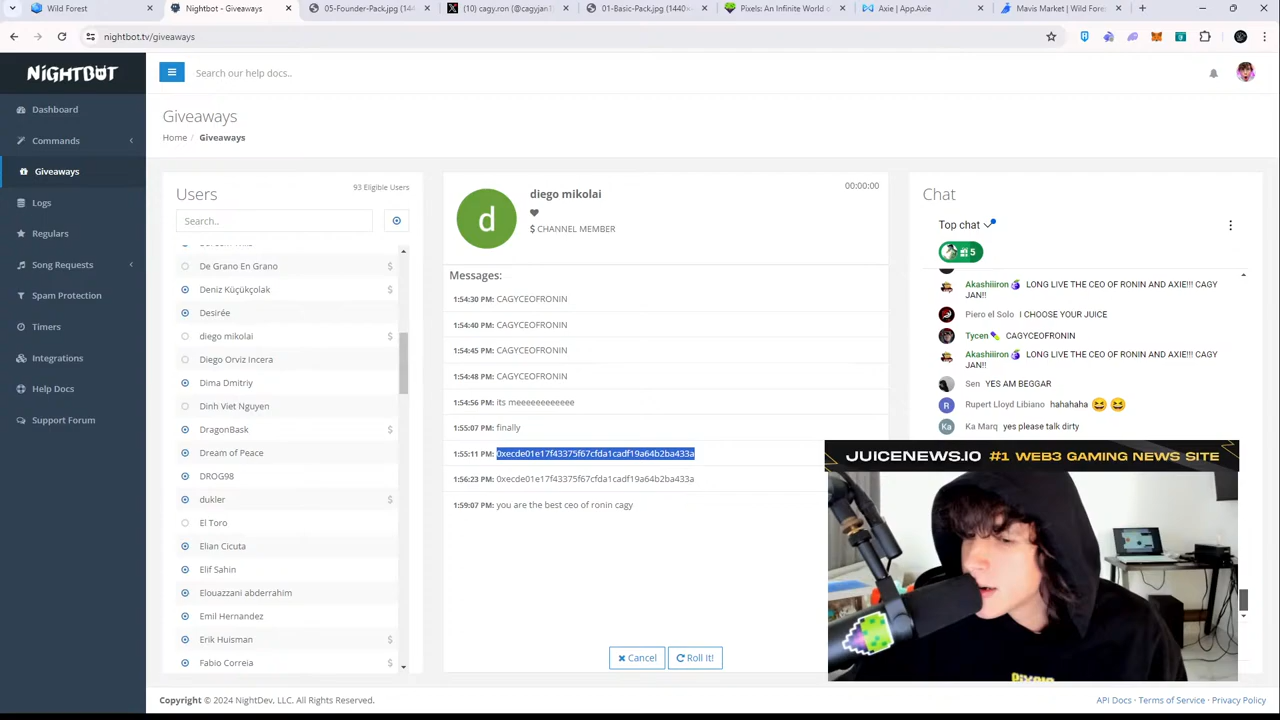 Wild Forest
Nightbot - Giveaways
05-Founder-Pack.jpg (144
(10) cagy.ron (@cagyjan1
01-Basic-Pack.jpg (1440×
Pixels: An Infinite World o
Axie | App.Axie
Mavis Market | Wild Fores
nightbot.tv/giveaways
NIGHTBOT
Search our help docs..
Dashboard
Commands
Giveaways
Logs
Regulars
Song Requests
Spam Protection
Timers
Integrations
Help Docs
Support Forum
Giveaways
Home / Giveaways
Users
93 Eligible Users
Search..
De Grano En Grano $
Deniz Küçükçolak $
Desirée
diego mikolai $
Diego Orviz Incera
Dima Dmitriy
Dinh Viet Nguyen
DragonBask $
Dream of Peace
DROG98
dukler $
El Toro
Elian Cicuta
Elif Sahin
Elouazzani abderrahim
Emil Hernandez
Erik Huisman $
Fabio Correia $
d
diego mikolai
$ CHANNEL MEMBER
00:00:00
Messages:
1:54:30 PM: CAGYCEOFRONIN
1:54:40 PM: CAGYCEOFRONIN
1:54:45 PM: CAGYCEOFRONIN
1:54:48 PM: CAGYCEOFRONIN
1:54:56 PM: its meeeeeeeeeeee
1:55:07 PM: finally
1:55:11 PM: 0xecde01e17f43375f67cfda1cadf19a64b2ba433a
1:56:23 PM: 0xecde01e17f43375f67cfda1cadf19a64b2ba433a
1:59:07 PM: you are the best ceo of ronin cagy
Cancel
Roll It!
Chat
Top chat
5
Akashiiiron LONG LIVE THE CEO OF RONIN AND AXIE!!! CAGY
JAN!!
Piero el Solo I CHOOSE YOUR JUICE
Tycen CAGYCEOFRONIN
Akashiiiron LONG LIVE THE CEO OF RONIN AND AXIE!!! CAGY
JAN!!
Sen YES AM BEGGAR
R Rupert Lloyd Libiano hahahaha
Ka Ka Marq yes please talk dirty
JUICENEWS.IO #1 WEB3 GAMING NEWS SITE
Copyright © 2024 NightDev, LLC. All Rights Reserved.
API Docs · Terms of Service · Privacy Policy